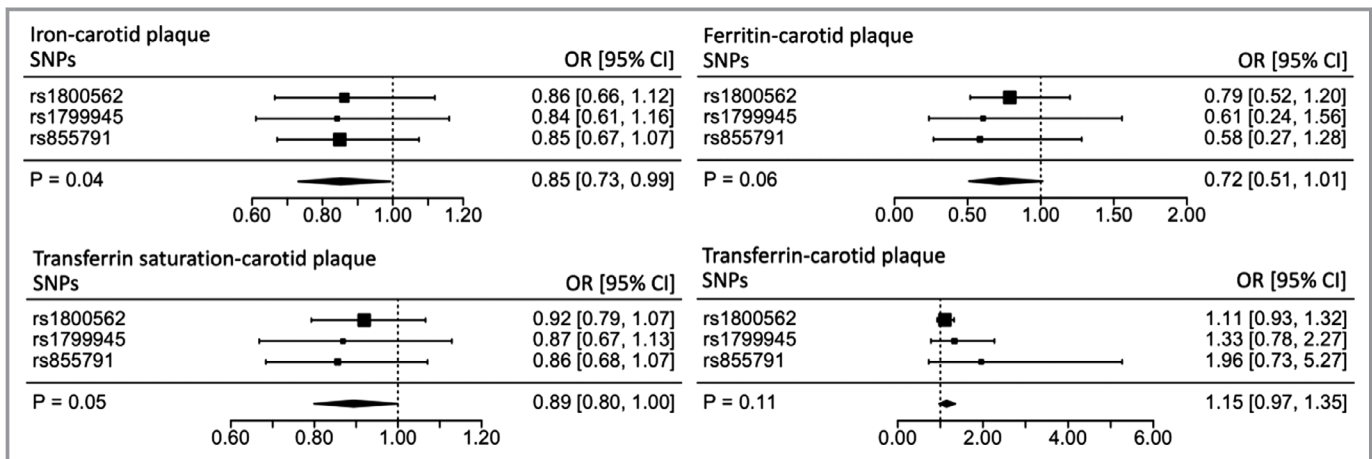 Iron-carotid plaque
SNPs OR [95% CI]
rs1800562 0.86 [0.66, 1.12]
rs1799945 0.84 [0.61, 1.16]
rs855791 0.85 [0.67, 1.07]
P = 0.04 0.85 [0.73, 0.99]
0.60 0.80 1.00 1.20
Ferritin-carotid plaque
SNPs OR [95% CI]
rs1800562 0.79 [0.52, 1.20]
rs1799945 0.61 [0.24, 1.56]
rs855791 0.58 [0.27, 1.28]
P = 0.06 0.72 [0.51, 1.01]
0.00 0.50 1.00 1.50 2.00
Transferrin saturation-carotid plaque
SNPs OR [95% CI]
rs1800562 0.92 [0.79, 1.07]
rs1799945 0.87 [0.67, 1.13]
rs855791 0.86 [0.68, 1.07]
P = 0.05 0.89 [0.80, 1.00]
0.60 0.80 1.00 1.20
Transferrin-carotid plaque
SNPs OR [95% CI]
rs1800562 1.11 [0.93, 1.32]
rs1799945 1.33 [0.78, 2.27]
rs855791 1.96 [0.73, 5.27]
P = 0.11 1.15 [0.97, 1.35]
0.00 2.00 4.00 6.00